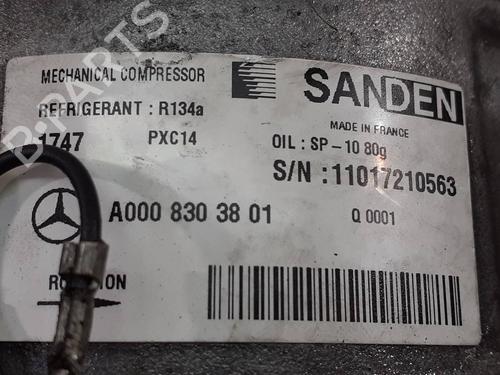 MECHANICAL COMPRESSOR
SANDEN
REFRIGERANT : R134a
MADE IN FRANCE
1747 PXC14
OIL : SP-10 80g
S/N : 11017210563
A000 830 38 01
Q 0001
B-PARTS